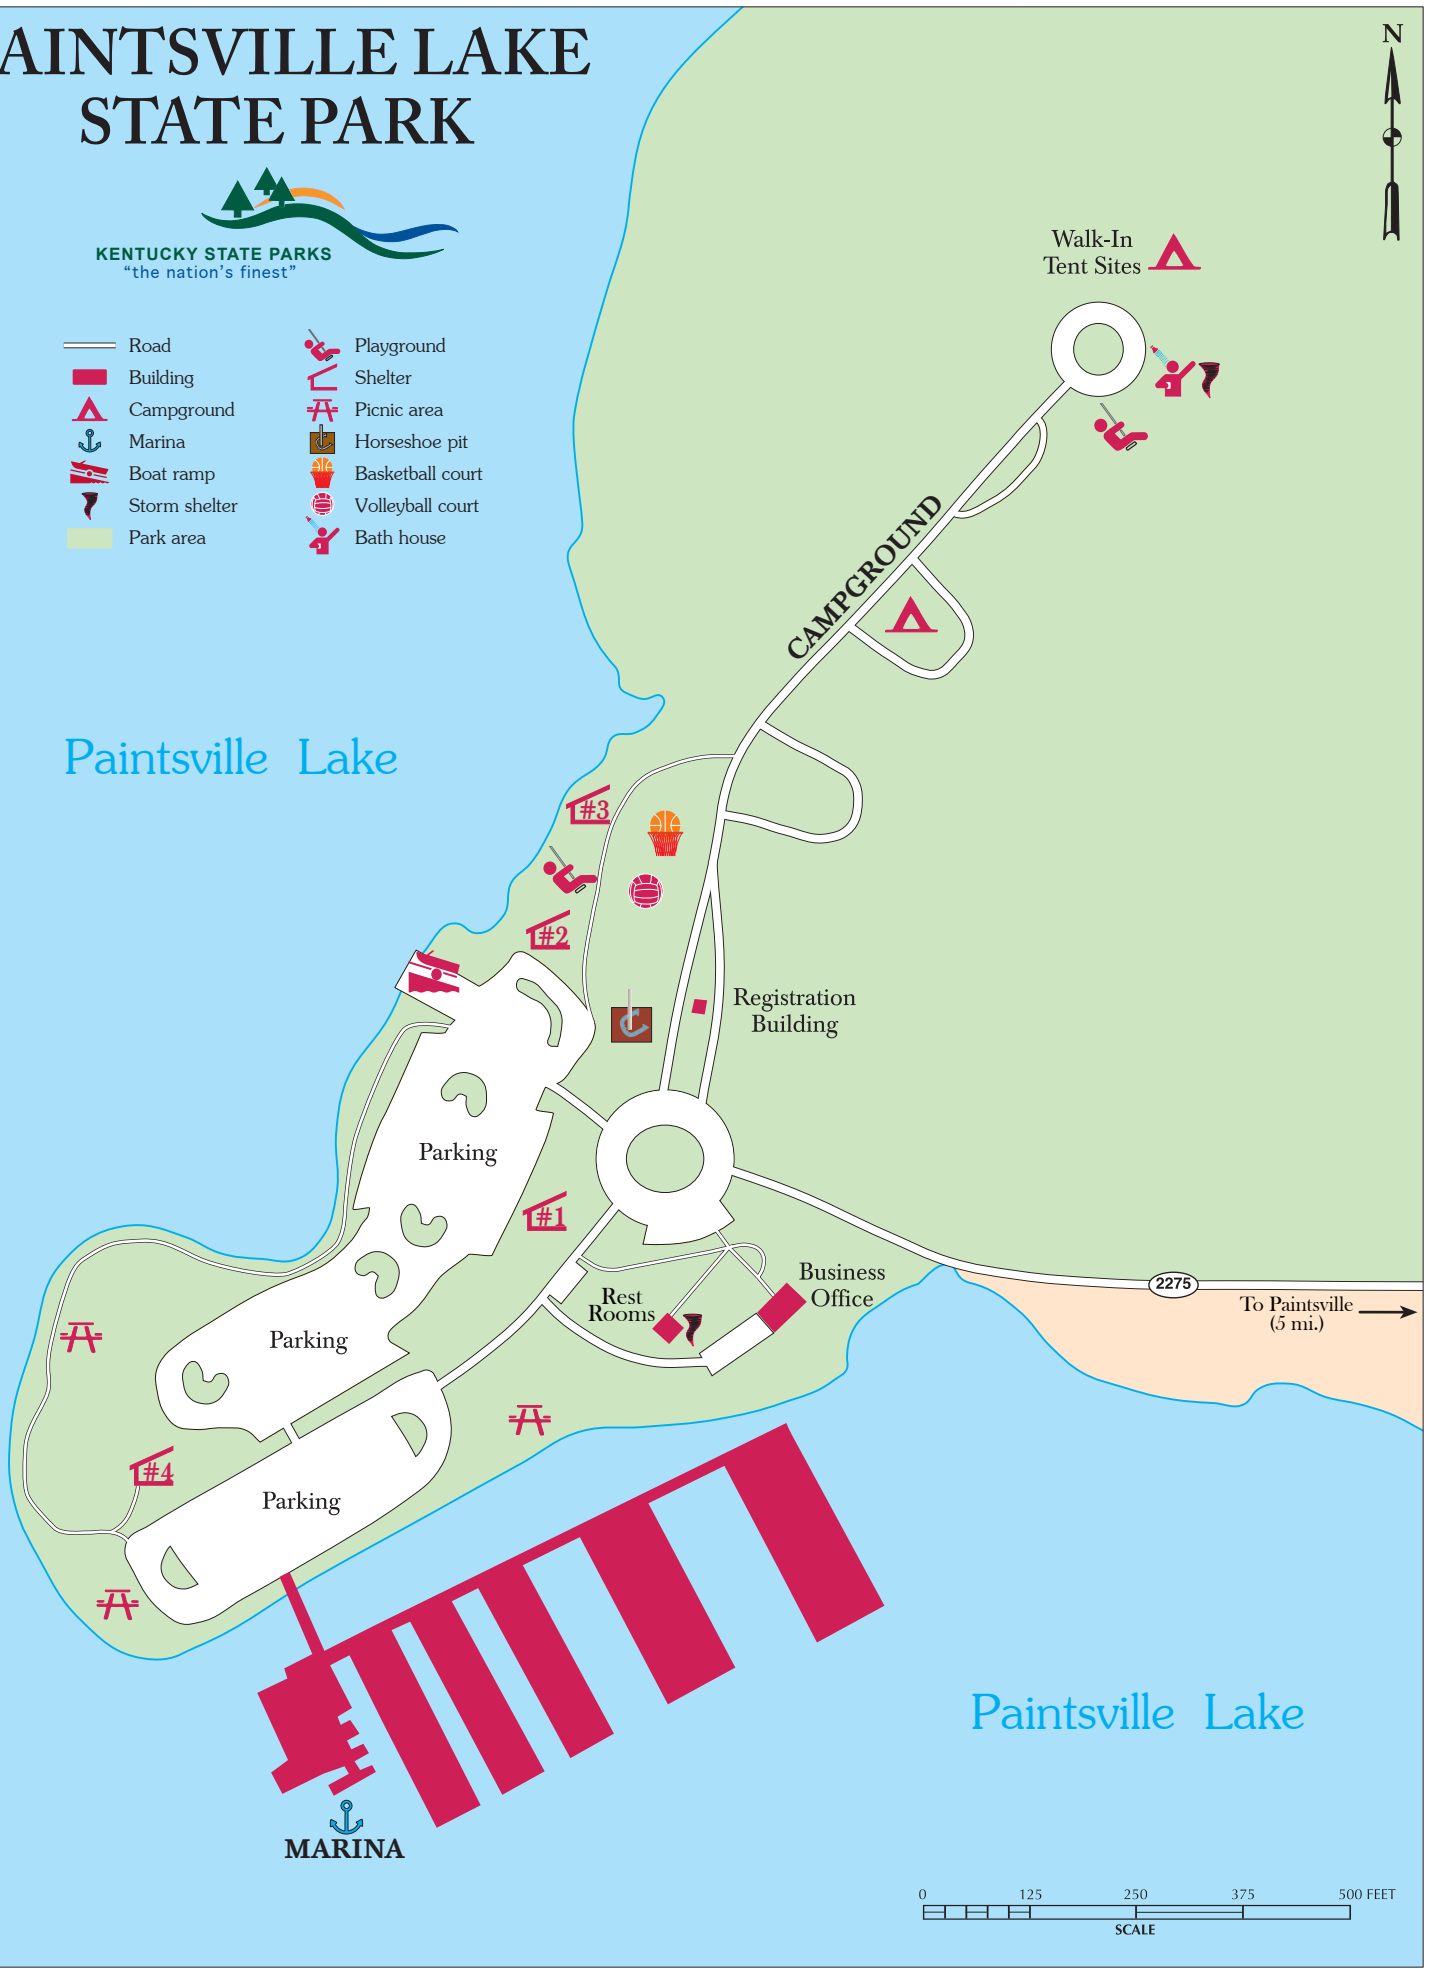 AINTSVILLE LAKE
STATE PARK
KENTUCKY STATE PARKS
“the nation’s finest”
Road
Building
Campground
Marina
Boat ramp
Storm shelter
Park area
Playground
Shelter
Picnic area
Horseshoe pit
Basketball court
Volleyball court
Bath house
N
Walk-In
Tent Sites
CAMPGROUND
Paintsville Lake
#3
#2
Registration
Building
Parking
#1
Business
Office
Rest
Rooms
2275
To Paintsville
(5 mi.)
Parking
#4
Parking
Paintsville Lake
MARINA
0 125 250 375 500 FEET
SCALE